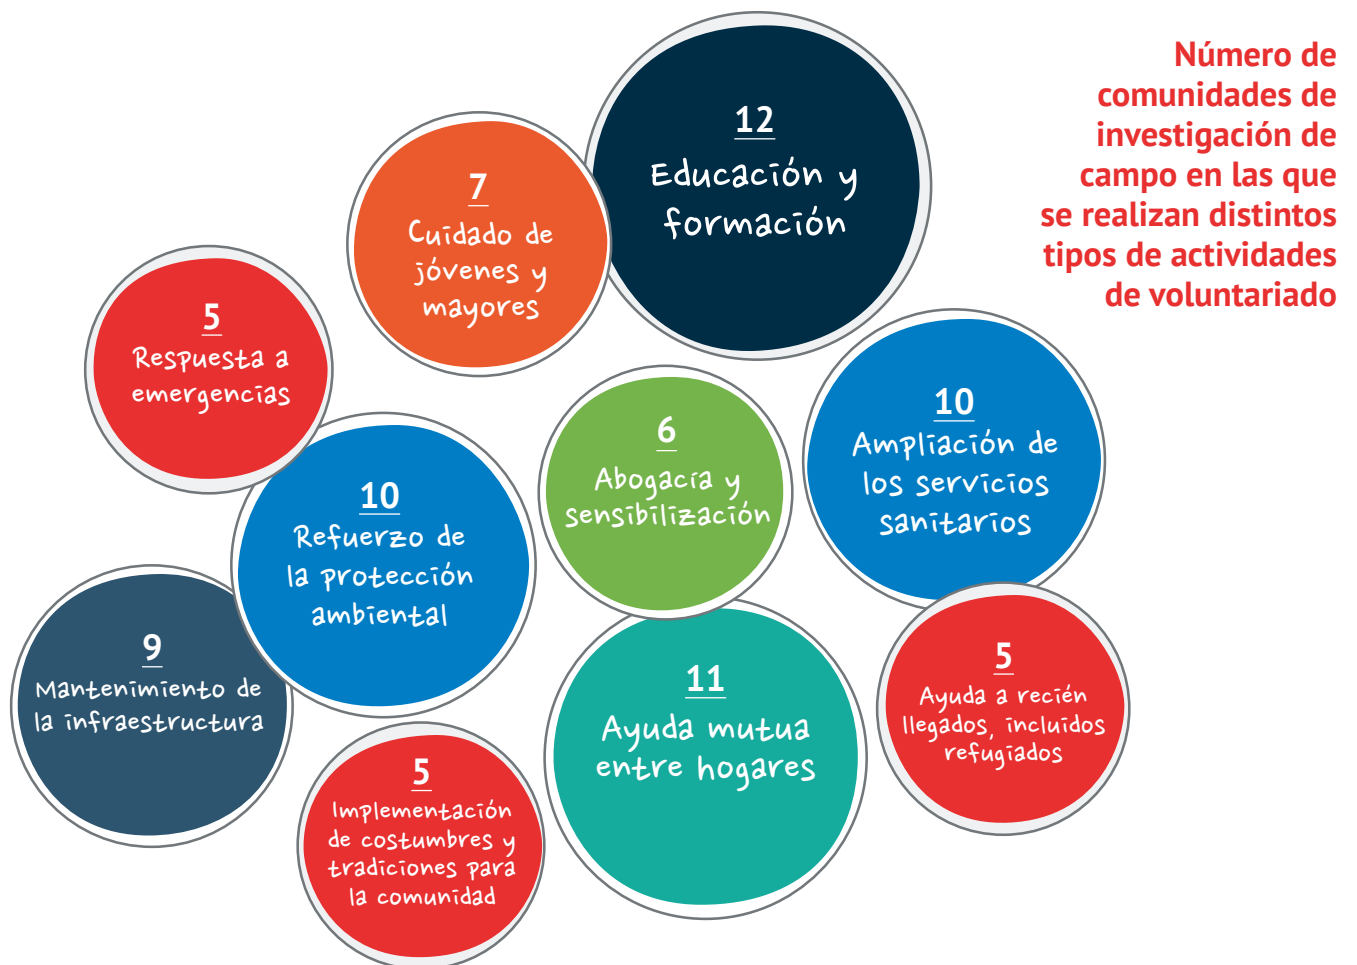 Número de
comunidades de
investigación de
campo en las que
se realizan distintos
tipos de actividades
de voluntariado
12
Educación y
formación
7
Cuidado de
jóvenes y
mayores
5
Respuesta a
emergencias
10
Ampliación de
los servicios
sanitarios
6
Abogacía y
sensibilización
10
Refuerzo de
la protección
ambiental
9
Mantenimiento de
la infraestructura
11
Ayuda mutua
entre hogares
5
Ayuda a recién
llegados, incluidos
refugiados
5
Implementación
de costumbres y
tradiciones para
la comunidad